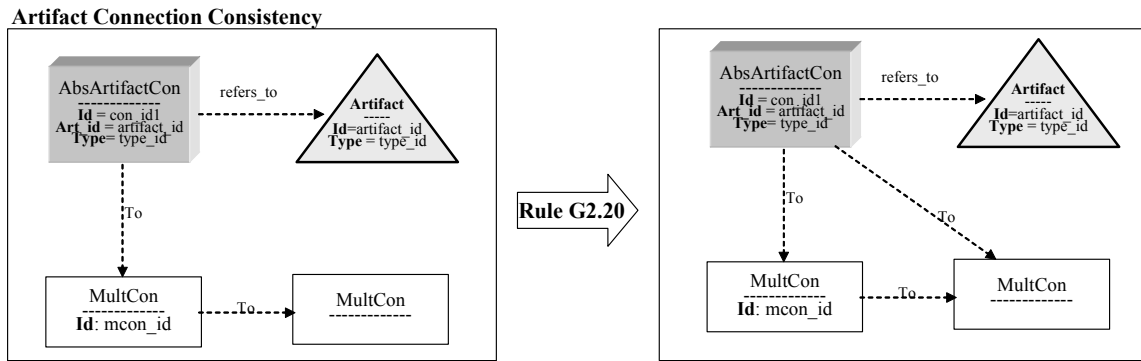 Artifact Connection Consistency
AbsArtifactCon
-------------
Id = con_id1
Art_id = artifact_id
Type= type_id
refers_to
Artifact
-----
Id=artifact_id
Type = type_id
To
MultCon
-------------
Id: mcon_id
To
MultCon
-------------
Rule G2.20
AbsArtifactCon
-------------
Id = con_id1
Art_id = artifact_id
Type= type_id
refers_to
Artifact
-----
Id=artifact_id
Type = type_id
To
To
MultCon
-------------
Id: mcon_id
To
MultCon
-------------